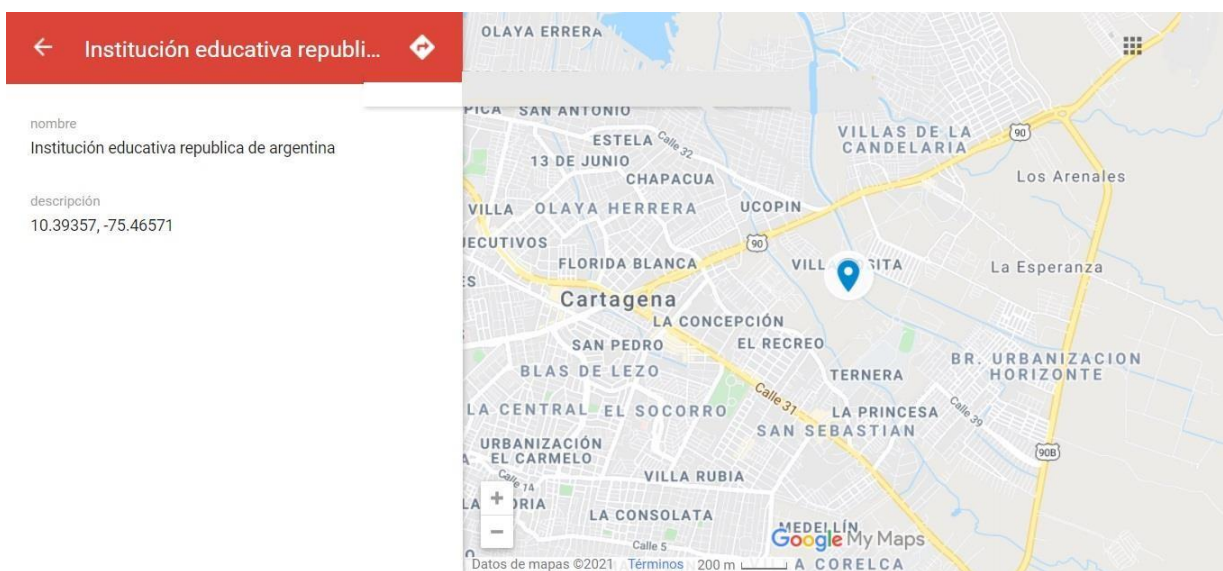 Institución educativa republi...
nombre
Institución educativa republica de argentina
descripción
10.39357, -75.46571
OLAYA ERRERA
PICA SAN ANTONIO
ESTELA
Calle 32
13 DE JUNIO
CHAPACUA
VILLAS DE LA
CANDELARIA
90
Los Arenales
VILLA OLAYA HERRERA
UCOPIN
JECUTIVOS
90
FLORIDA BLANCA
La Esperanza
Cartagena
LA CONCEPCIÓN
SAN PEDRO
EL RECREO
BLAS DE LEZO
TERNERA
BR. URBANIZACION
HORIZONTE
Calle 31
LA CENTRAL EL SOCORRO
LA PRINCESA
Calle 39
SAN SEBASTIAN
URBANIZACIÓN
EL CARMELO
90B
Calle 14
VILLA RUBIA
LA CONSOLATA
MEDELLÍN
Google My Maps
Calle 5
Datos de mapas ©2021 Términos 200 m
A CORELCA